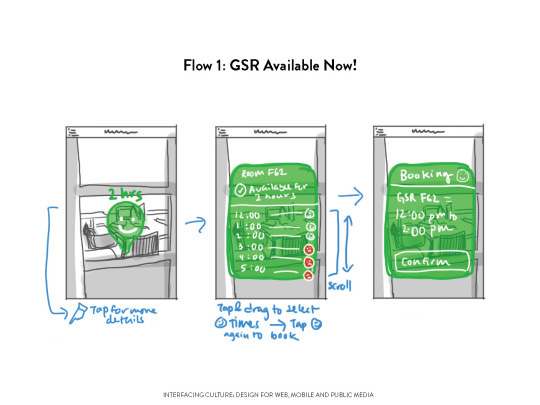 Flow 1: GSR Available Now!
2 hrs
Tap for more
details
Room F62
Available for
2 hours
12:00
1:00
2:00
3:00
4:00
5:00
scroll
Tap & drag to select
Times → Tap
again to book
Booking
GSR F62 –
12:00 pm to
2:00 pm
Confirm
INTERFACING CULTURE: DESIGN FOR WEB, MOBILE AND PUBLIC MEDIA